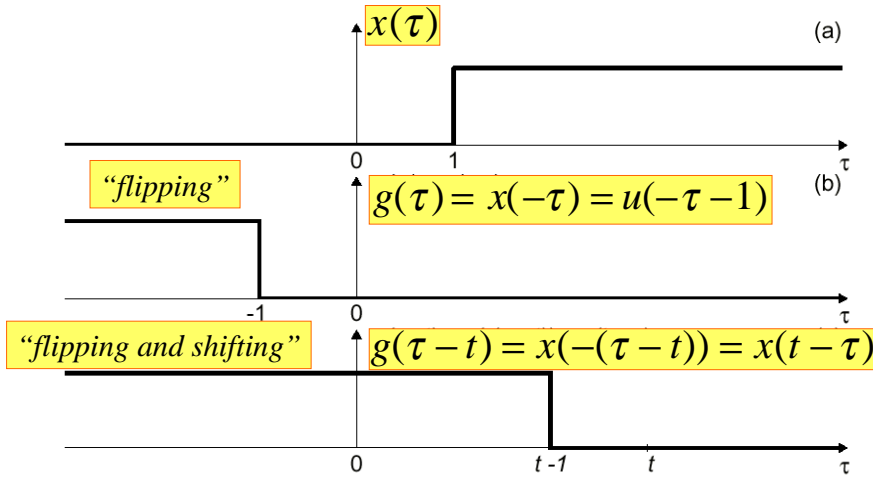 x(τ)
(a)
0 1 τ
"flipping"
g(τ) = x(−τ) = u(−τ −1)
(b)
-1 0 τ
"flipping and shifting"
g(τ − t) = x(−(τ − t)) = x(t − τ)
0 t -1 t τ